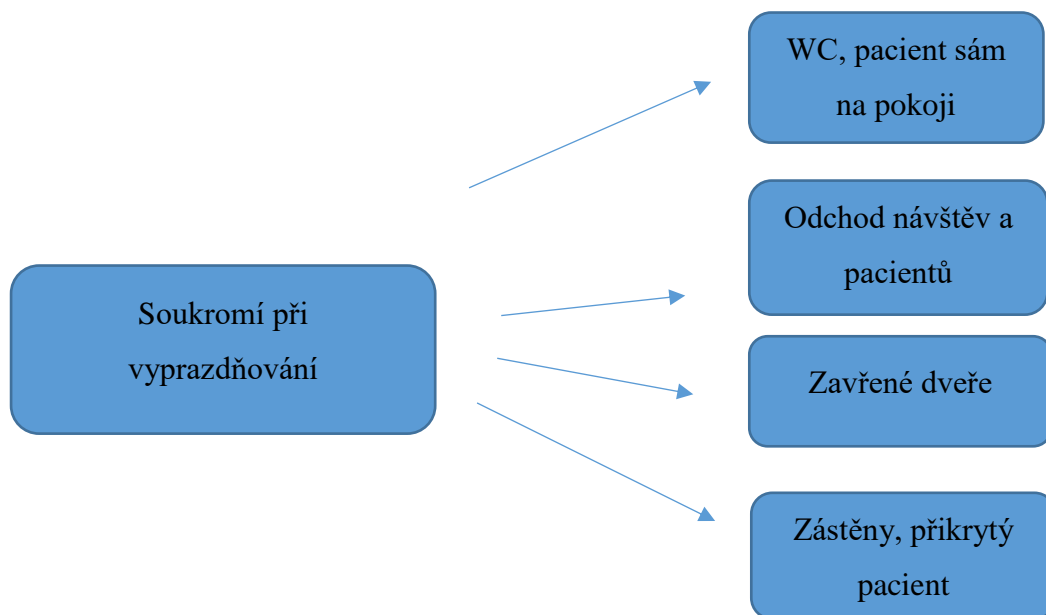 WC, pacient sám
na pokoji
Odchod návštěv a
pacientů
Soukromí při
vyprazdňování
Zavřené dveře
Zástěny, přikrytý
pacient